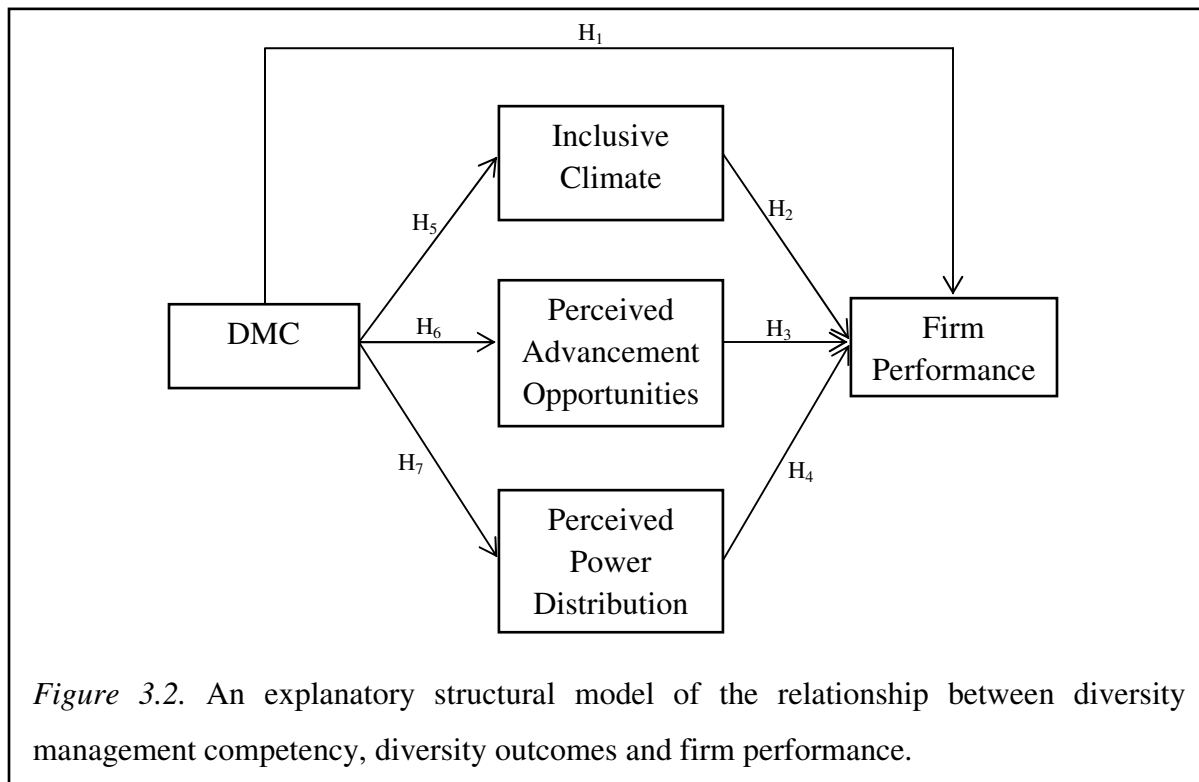 H₁
Inclusive
Climate
H₅
H₂
DMC
H₆
Perceived
Advancement
Opportunities
H₃
Firm
Performance
H₇
H₄
Perceived
Power
Distribution
Figure 3.2. An explanatory structural model of the relationship between diversity
management competency, diversity outcomes and firm performance.